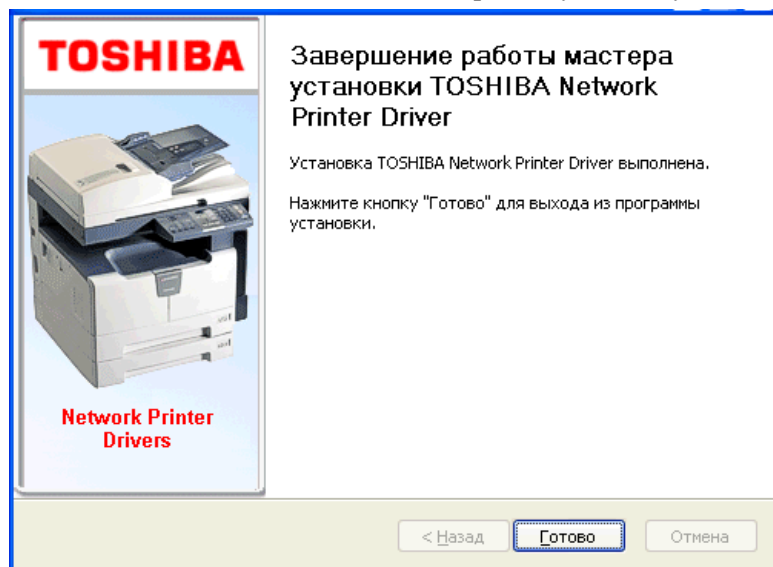 TOSHIBA
Завершение работы мастера
установки TOSHIBA Network
Printer Driver
Установка TOSHIBA Network Printer Driver выполнена.
Нажмите кнопку "Готово" для выхода из программы
установки.
Network Printer
Drivers
< Назад
Готово
Отмена